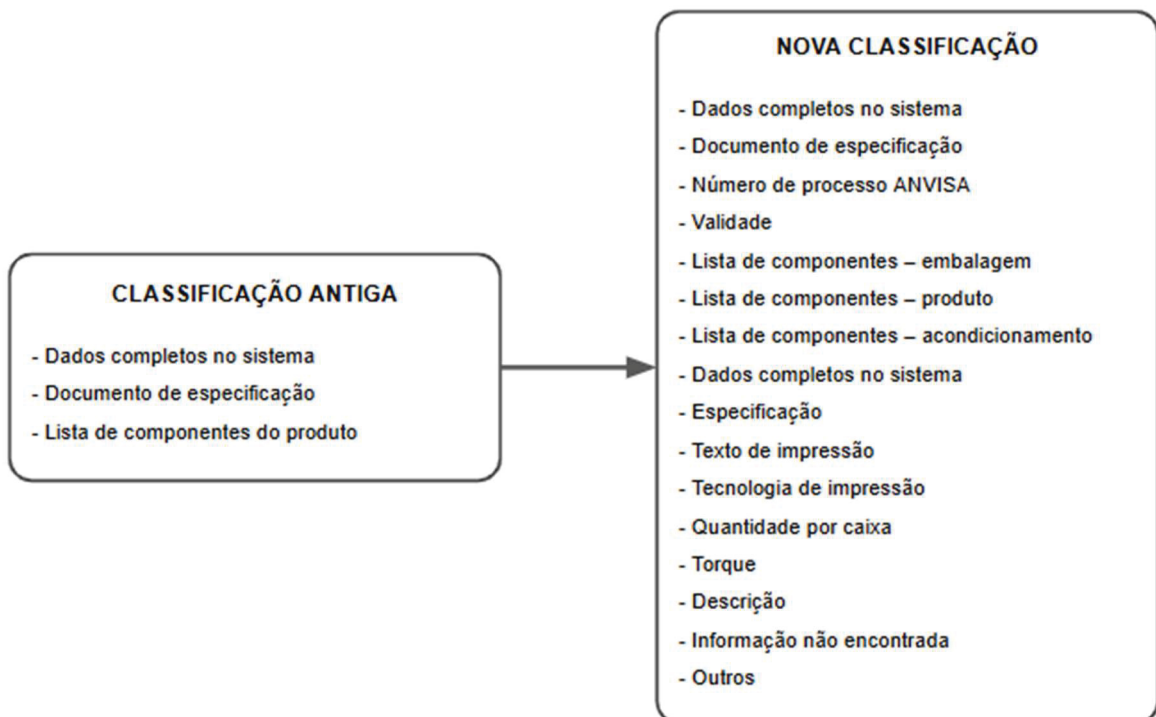 CLASSIFICAÇÃO ANTIGA
- Dados completos no sistema
- Documento de especificação
- Lista de componentes do produto
NOVA CLASSIFICAÇÃO
- Dados completos no sistema
- Documento de especificação
- Número de processo ANVISA
- Validade
- Lista de componentes – embalagem
- Lista de componentes – produto
- Lista de componentes – acondicionamento
- Dados completos no sistema
- Especificação
- Texto de impressão
- Tecnologia de impressão
- Quantidade por caixa
- Torque
- Descrição
- Informação não encontrada
- Outros